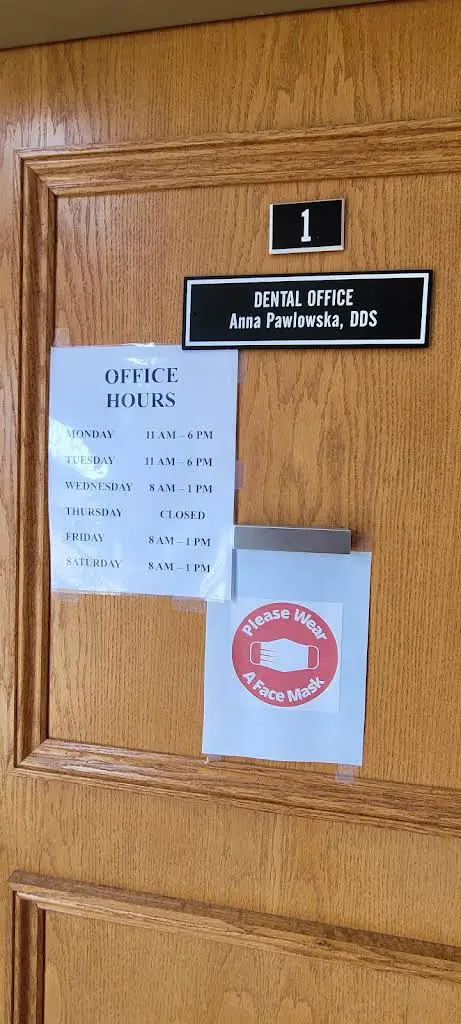 1
DENTAL OFFICE
Anna Pawlowska, DDS
OFFICE
HOURS
MONDAY 11 AM – 6 PM
TUESDAY 11 AM – 6 PM
WEDNESDAY 8 AM – 1 PM
THURSDAY CLOSED
FRIDAY 8 AM – 1 PM
SATURDAY 8 AM – 1 PM
Please Wear
A Face Mask